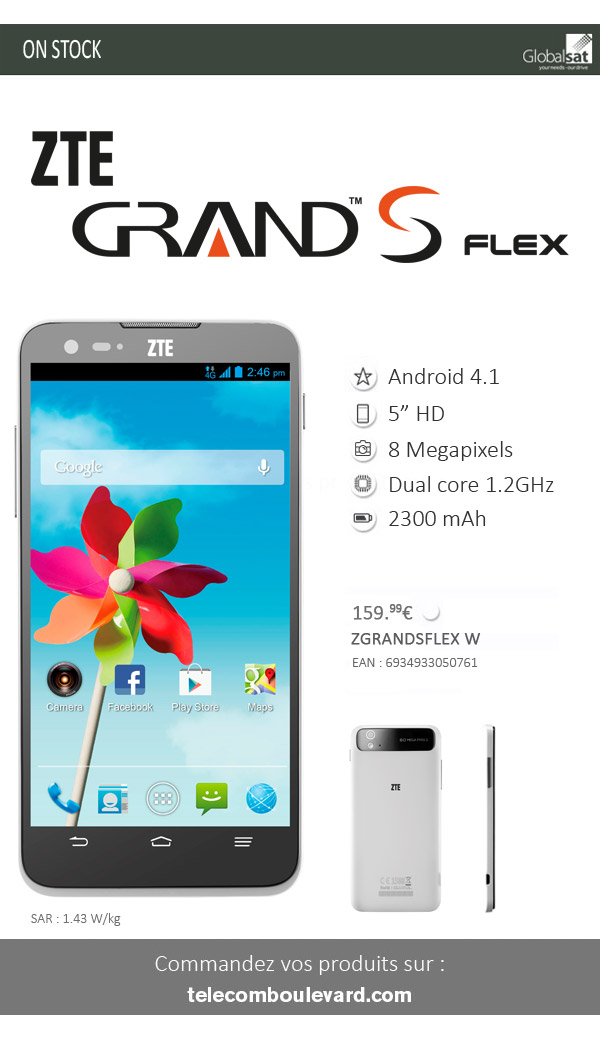 ON STOCK
Globalsat
yourneeds-ourdrive
ZTE
GRAND™ S FLEX
ZTE
4G 2:46 pm
Google
Android 4.1
5” HD
8 Megapixels
Dual core 1.2GHz
2300 mAh
159.99€
ZGRANDSFLEX W
EAN : 6934933050761
Camera Facebook Play Store Maps
ZTE
SAR : 1.43 W/kg
Commandez vos produits sur :
telecomboulevard.com